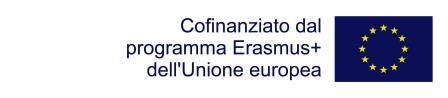 Cofinanziato dal
programma Erasmus+
dell'Unione europea